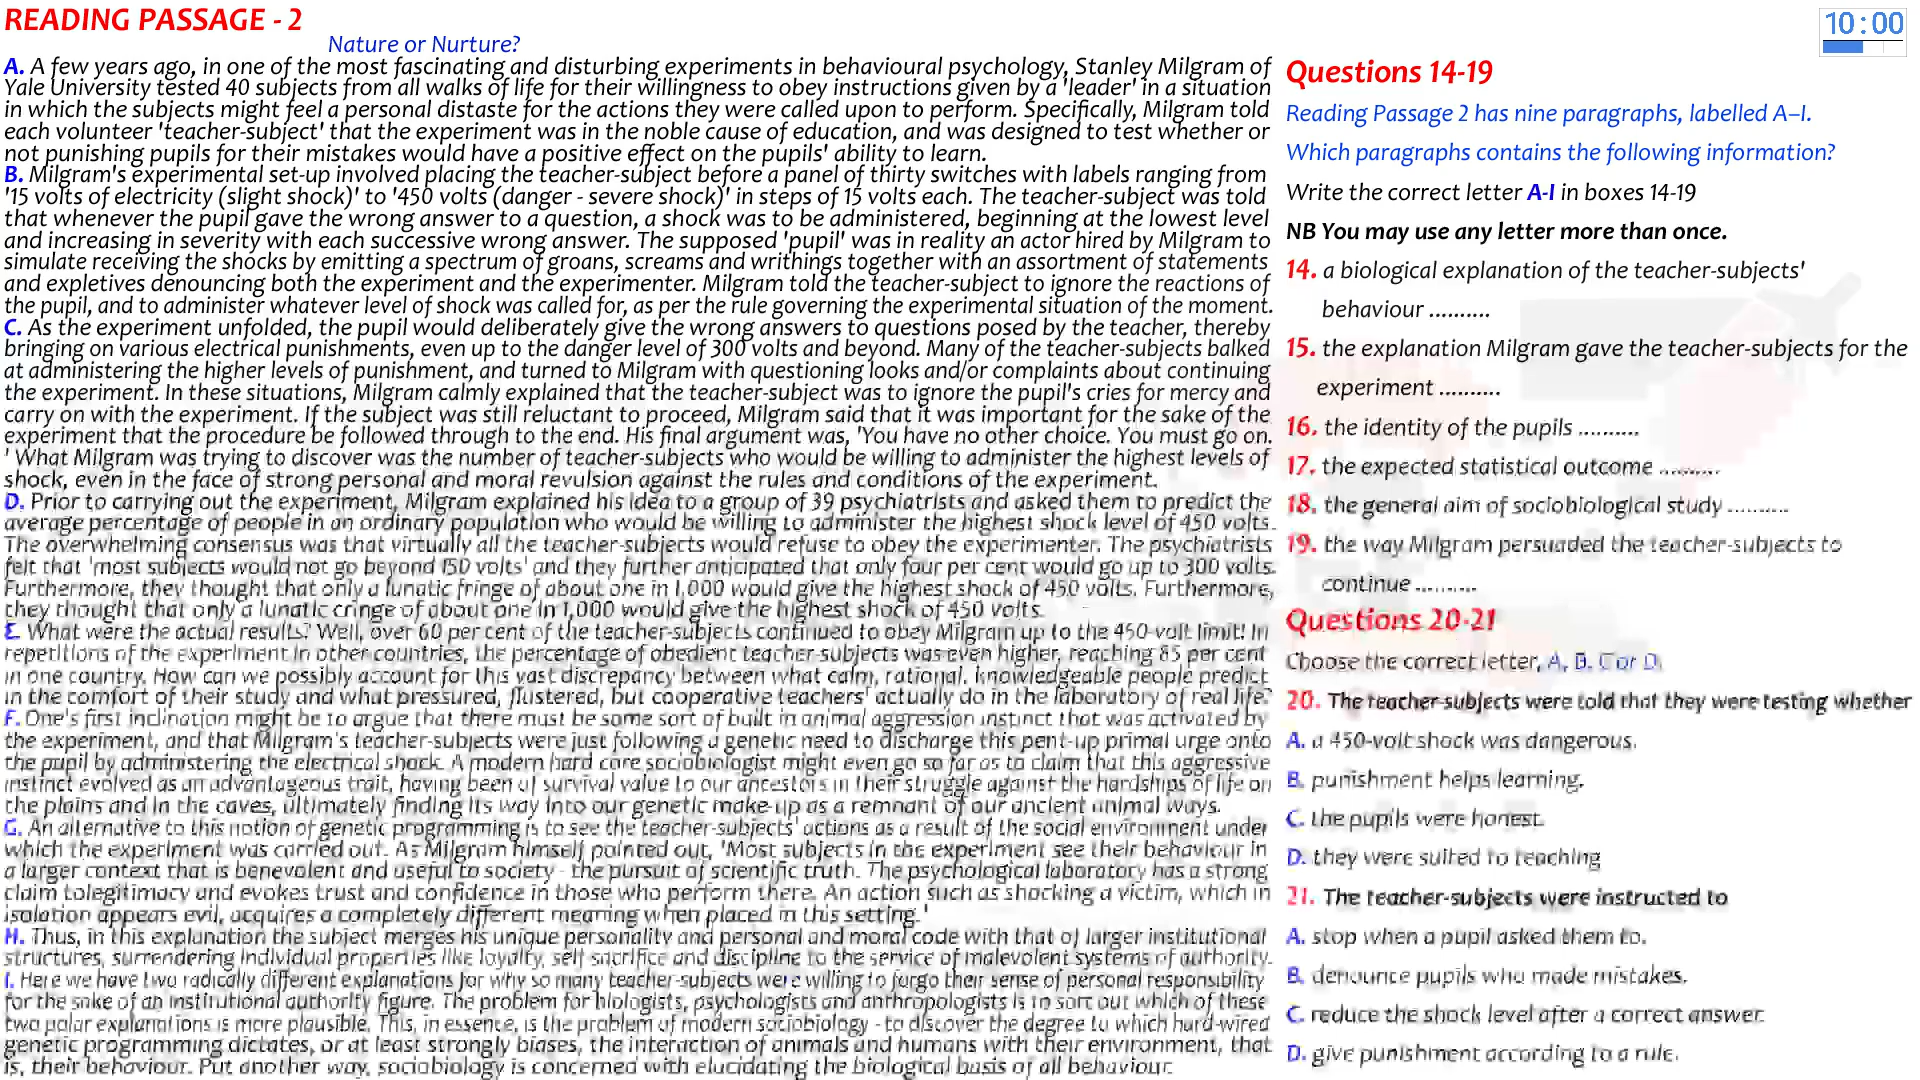 READING PASSAGE - 2
Nature or Nurture?
A. A few years ago, in one of the most fascinating and disturbing experiments in behavioural psychology, Stanley Milgram of
Yale University tested 40 subjects from all walks of life for their willingness to obey instructions given by a 'leader' in a situation
in which the subjects might feel a personal distaste for the actions they were called upon to perform. Specifically, Milgram told
each volunteer 'teacher-subject' that the experiment was in the noble cause of education, and was designed to test whether or
not punishing pupils for their mistakes would have a positive effect on the pupils' ability to learn.
B. Milgram's experimental set-up involved placing the teacher-subject before a panel of thirty switches with labels ranging from
'15 volts of electricity (slight shock)' to '450 volts (danger - severe shock)' in steps of 15 volts each. The teacher-subject was told
that whenever the pupil gave the wrong answer to a question, a shock was to be administered, beginning at the lowest level
and increasing in severity with each successive wrong answer. The supposed 'pupil' was in reality an actor hired by Milgram to
simulate receiving the shocks by emitting a spectrum of groans, screams and writhings together with an assortment of statements
and expletives denouncing both the experiment and the experimenter. Milgram told the teacher-subject to ignore the reactions of
the pupil, and to administer whatever level of shock was called for, as per the rule governing the experimental situation of the moment.
C. As the experiment unfolded, the pupil would deliberately give the wrong answers to questions posed by the teacher, thereby
bringing on various electrical punishments, even up to the danger level of 300 volts and beyond. Many of the teacher-subjects balked
at administering the higher levels of punishment, and turned to Milgram with questioning looks and/or complaints about continuing
the experiment. In these situations, Milgram calmly explained that the teacher-subject was to ignore the pupil's cries for mercy and
carry on with the experiment. If the subject was still reluctant to proceed, Milgram said that it was important for the sake of the
experiment that the procedure be followed through to the end. His final argument was, 'You have no other choice. You must go on.
' What Milgram was trying to discover was the number of teacher-subjects who would be willing to administer the highest levels of
shock, even in the face of strong personal and moral revulsion against the rules and conditions of the experiment.
D. Prior to carrying out the experiment, Milgram explained his idea to a group of 39 psychiatrists and asked them to predict the
average percentage of people in an ordinary population who would be willing to administer the highest shock level of 450 volts.
The overwhelming consensus was that virtually all the teacher-subjects would refuse to obey the experimenter. The psychiatrists
felt that 'most subjects would not go beyond 150 volts' and they further anticipated that only four per cent would go up to 300 volts.
Furthermore, they thought that only a lunatic fringe of about one in 1,000 would give the highest shock of 450 volts. Furthermore,
they thought that only a lunatic cringe of about one in 1,000 would give the highest shock of 450 volts.
E. What were the actual results? Well, over 60 per cent of the teacher-subjects continued to obey Milgram up to the 450-volt limit! In
repetitions of the experiment in other countries, the percentage of obedient teacher-subjects was even higher, reaching 85 per cent
in one country. How can we possibly account for this vast discrepancy between what calm, rational, knowledgeable people predict
in the comfort of their study and what pressured, flustered, but cooperative teachers' actually do in the laboratory of real life?
F. One's first inclination might be to argue that there must be some sort of built in animal aggression instinct that was activated by
the experiment, and that Milgram's teacher-subjects were just following a genetic need to discharge this pent-up primal urge onto
the pupil by administering the electrical shock. A modern hard core sociobiologist might even go so far as to claim that this aggressive
instinct evolved as an advantageous trait, having been of survival value to our ancestors in their struggle against the hardships of life on
the plains and in the caves, ultimately finding its way into our genetic make-up as a remnant of our ancient animal ways.
G. An alternative to this notion of genetic programming is to see the teacher-subjects' actions as a result of the social environment under
which the experiment was carried out. As Milgram himself pointed out, 'Most subjects in the experiment see their behaviour in
a larger context that is benevolent and useful to society - the pursuit of scientific truth. The psychological laboratory has a strong
claim tolegitimacy and evokes trust and confidence in those who perform there. An action such as shocking a victim, which in
isolation appears evil, acquires a completely different meaning when placed in this setting.'
H. Thus, in this explanation the subject merges his unique personality and personal and moral code with that of larger institutional
structures, surrendering individual properties like loyalty, self sacrifice and discipline to the service of malevolent systems of authority.
I. Here we have two radically different explanations for why so many teacher-subjects were willing to forgo their sense of personal responsibility
for the sake of an institutional authority figure. The problem for biologists, psychologists and anthropologists is to sort out which of these
two polar explanations is more plausible. This, in essence, is the problem of modern sociobiology - to discover the degree to which hard-wired
genetic programming dictates, or at least strongly biases, the interaction of animals and humans with their environment, that
is, their behaviour. Put another way, sociobiology is concerned with elucidating the biological basis of all behaviour.
10:00
Questions 14-19
Reading Passage 2 has nine paragraphs, labelled A–I.
Which paragraphs contains the following information?
Write the correct letter A-I in boxes 14-19
NB You may use any letter more than once.
14. a biological explanation of the teacher-subjects'
behaviour ..........
15. the explanation Milgram gave the teacher-subjects for the
experiment ..........
16. the identity of the pupils ..........
17. the expected statistical outcome ..........
18. the general aim of sociobiological study ..........
19. the way Milgram persuaded the teacher-subjects to
continue ..........
Questions 20-21
Choose the correct letter, A, B, C or D.
20. The teacher-subjects were told that they were testing whether
A. a 450-volt shock was dangerous.
B. punishment helps learning.
C. the pupils were honest.
D. they were suited to teaching
21. The teacher-subjects were instructed to
A. stop when a pupil asked them to.
B. denounce pupils who made mistakes.
C. reduce the shock level after a correct answer.
D. give punishment according to a rule.